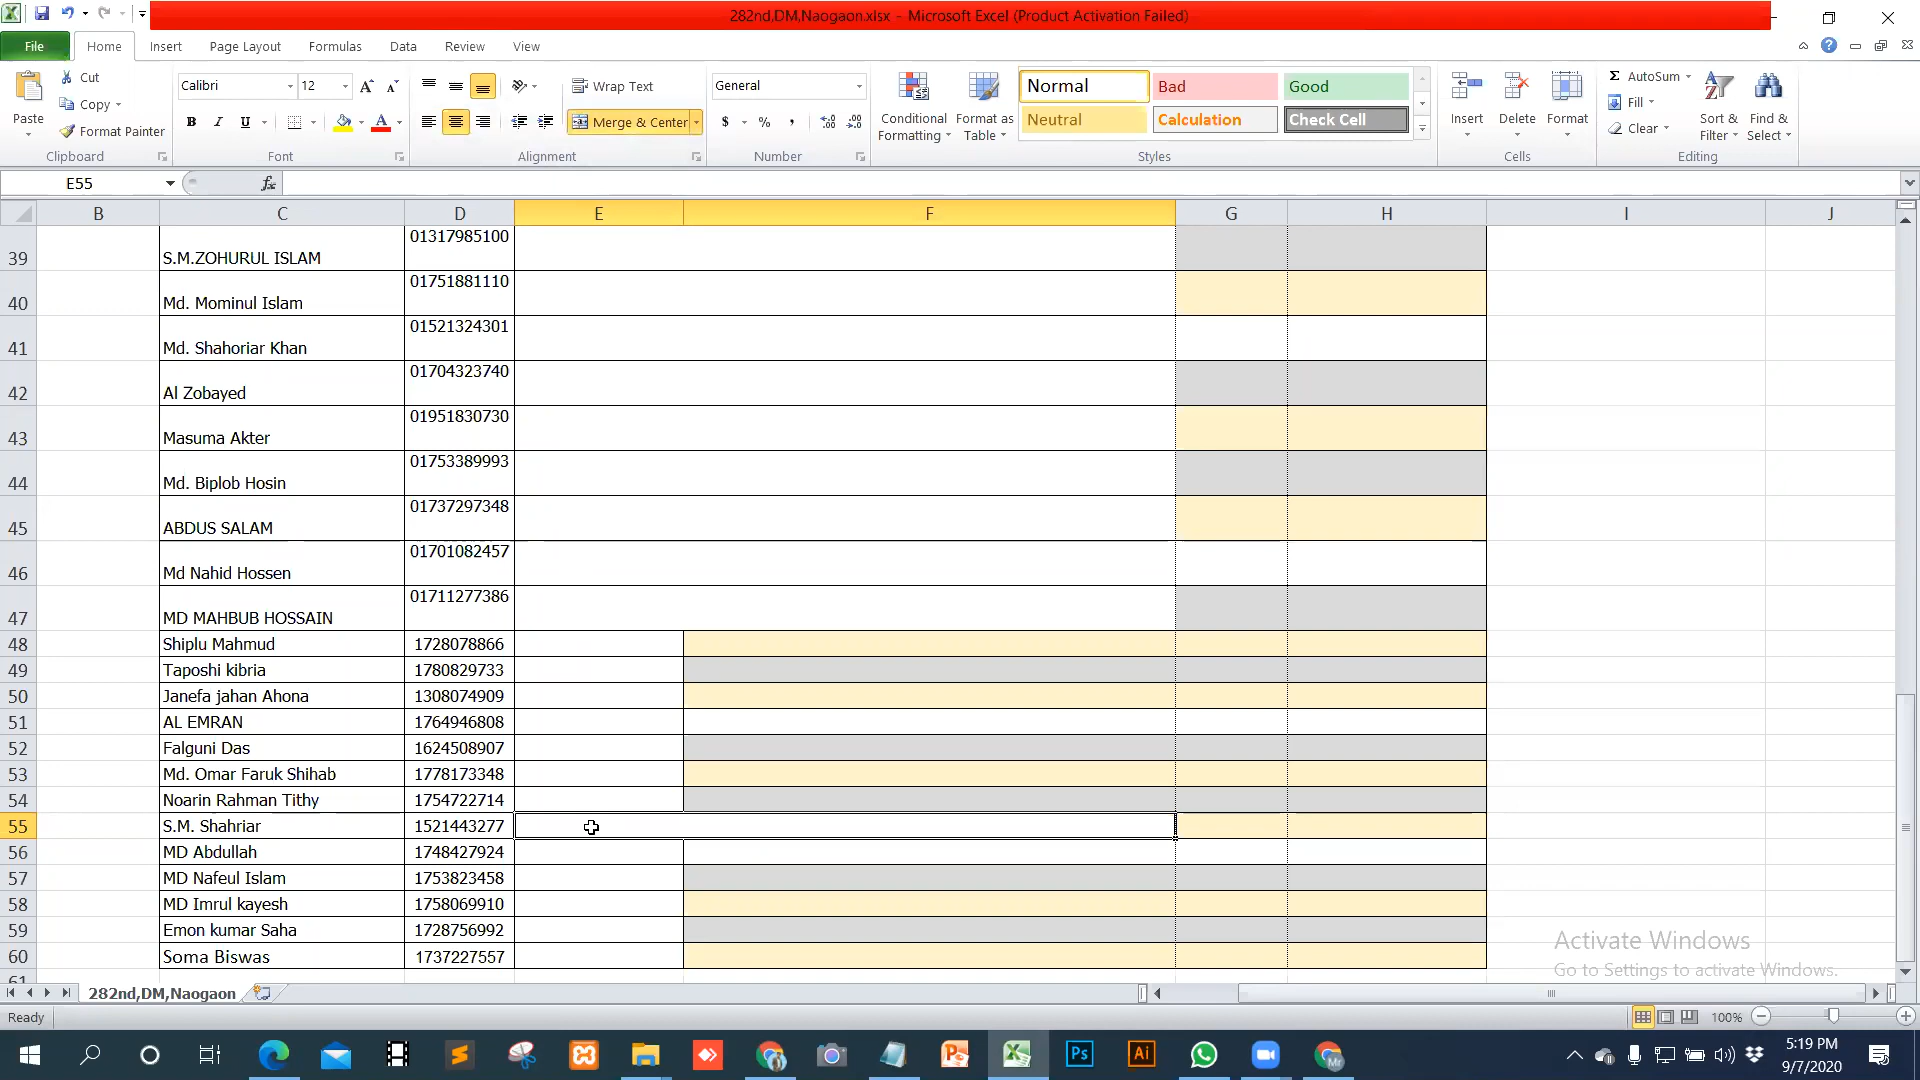 282nd,DM,Naogaon.xlsx - Microsoft Excel (Product Activation Failed)
File Home Insert Page Layout Formulas Data Review View
Paste
Cut
Copy
Format Painter
Clipboard
Calibri 12
B I U
Font
Wrap Text
Merge & Center
Alignment
General
$ % ,
Number
Conditional Formatting
Format as Table
Normal Bad Good
Neutral Calculation Check Cell
Styles
Insert Delete Format
Cells
Σ AutoSum
Fill
Clear
Sort & Filter
Find & Select
Editing
E55 fx
B C D E F G H I J
39 S.M.ZOHURUL ISLAM 01317985100
40 Md. Mominul Islam 01751881110
41 Md. Shahoriar Khan 01521324301
42 Al Zobayed 01704323740
43 Masuma Akter 01951830730
44 Md. Biplob Hosin 01753389993
45 ABDUS SALAM 01737297348
46 Md Nahid Hossen 01701082457
47 MD MAHBUB HOSSAIN 01711277386
48 Shiplu Mahmud 1728078866
49 Taposhi kibria 1780829733
50 Janefa jahan Ahona 1308074909
51 AL EMRAN 1764946808
52 Falguni Das 1624508907
53 Md. Omar Faruk Shihab 1778173348
54 Noarin Rahman Tithy 1754722714
55 S.M. Shahriar 1521443277
56 MD Abdullah 1748427924
57 MD Nafeul Islam 1753823458
58 MD Imrul kayesh 1758069910
59 Emon kumar Saha 1728756992
60 Soma Biswas 1737227557
61
Activate Windows
Go to Settings to activate Windows.
282nd,DM,Naogaon
Ready 100%
Ps Ai
5:19 PM
9/7/2020